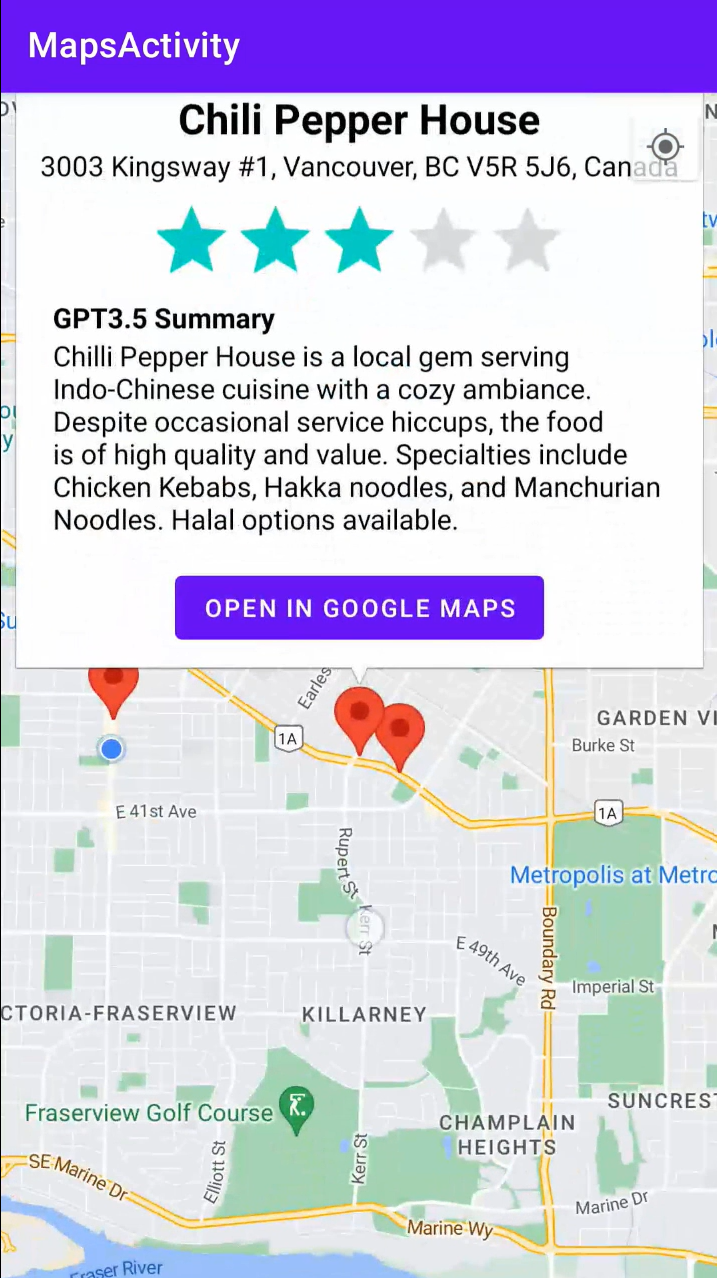 MapsActivity
Chili Pepper House
3003 Kingsway #1, Vancouver, BC V5R 5J6, Canada
GPT3.5 Summary
Chilli Pepper House is a local gem serving
Indo-Chinese cuisine with a cozy ambiance.
Despite occasional service hiccups, the food
is of high quality and value. Specialties include
Chicken Kebabs, Hakka noodles, and Manchurian
Noodles. Halal options available.
OPEN IN GOOGLE MAPS
Earles
1A
GARDEN VI
Burke St
E 41st Ave
1A
Rupert St
Metropolis at Metro
Kerr St
Boundary Rd
E 49th Ave
Imperial St
CTORIA-FRASERVIEW
KILLARNEY
Fraserview Golf Course
SUNCREST
CHAMPLAIN
HEIGHTS
Elliott St
Kerr St
SE Marine Dr
Marine Dr
Marine Wy
Fraser River